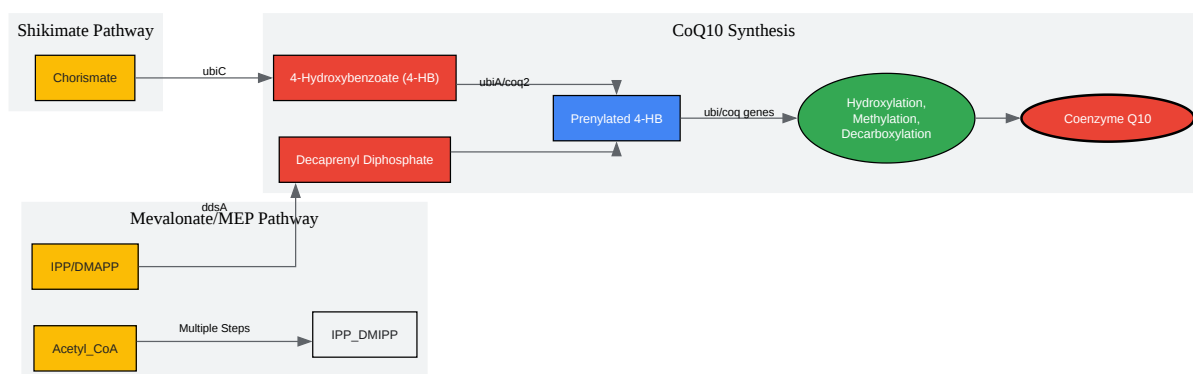 Shikimate Pathway
CoQ10 Synthesis
Chorismate
ubiC
4-Hydroxybenzoate (4-HB)
ubiA/coq2
Prenylated 4-HB
ubi/coq genes
Hydroxylation,
Methylation,
Decarboxylation
Coenzyme Q10
Decaprenyl Diphosphate
ddsA
Mevalonate/MEP Pathway
IPP/DMAPP
Acetyl_CoA
Multiple Steps
IPP_DMIPP